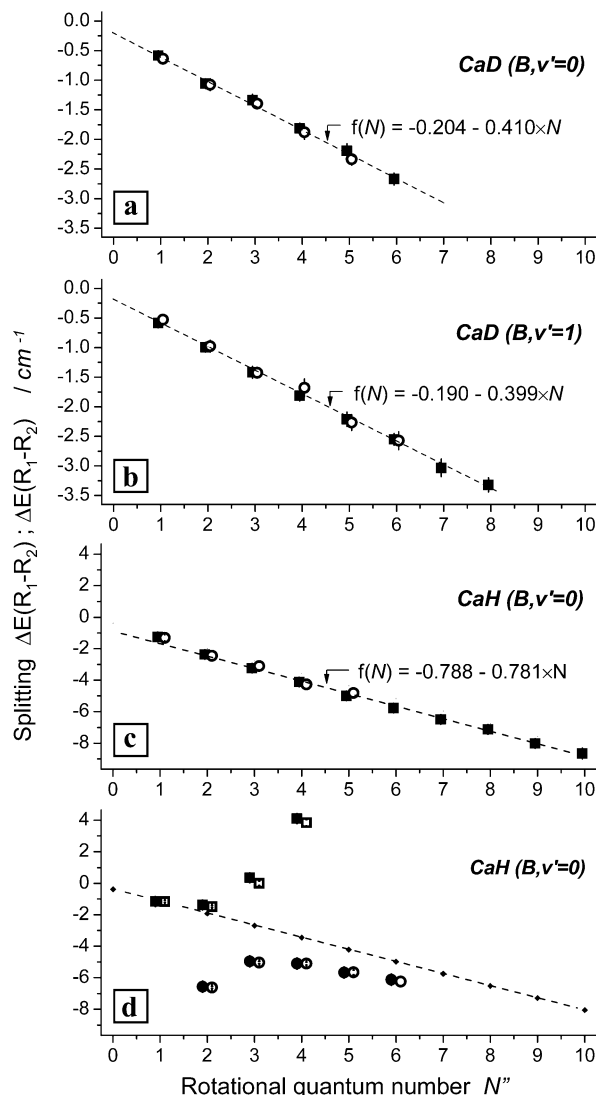 0.0
-0.5
-1.0
-1.5
-2.0
-2.5
-3.0
-3.5
CaD (B,v'=0)
f(N) = -0.204 - 0.410×N
a
0 1 2 3 4 5 6 7 8 9 10
0.0
-0.5
-1.0
-1.5
-2.0
-2.5
-3.0
-3.5
CaD (B,v'=1)
f(N) = -0.190 - 0.399×N
b
0 1 2 3 4 5 6 7 8 9 10
Splitting ΔE(R1-R2) ; ΔE(R1-R2) / cm -1
4
2
0
-2
-4
-6
-8
CaH (B,v'=0)
f(N) = -0.788 - 0.781×N
c
0 1 2 3 4 5 6 7 8 9 10
4
2
0
-2
-4
-6
-8
CaH (B,v'=0)
d
0 1 2 3 4 5 6 7 8 9 10
Rotational quantum number N"